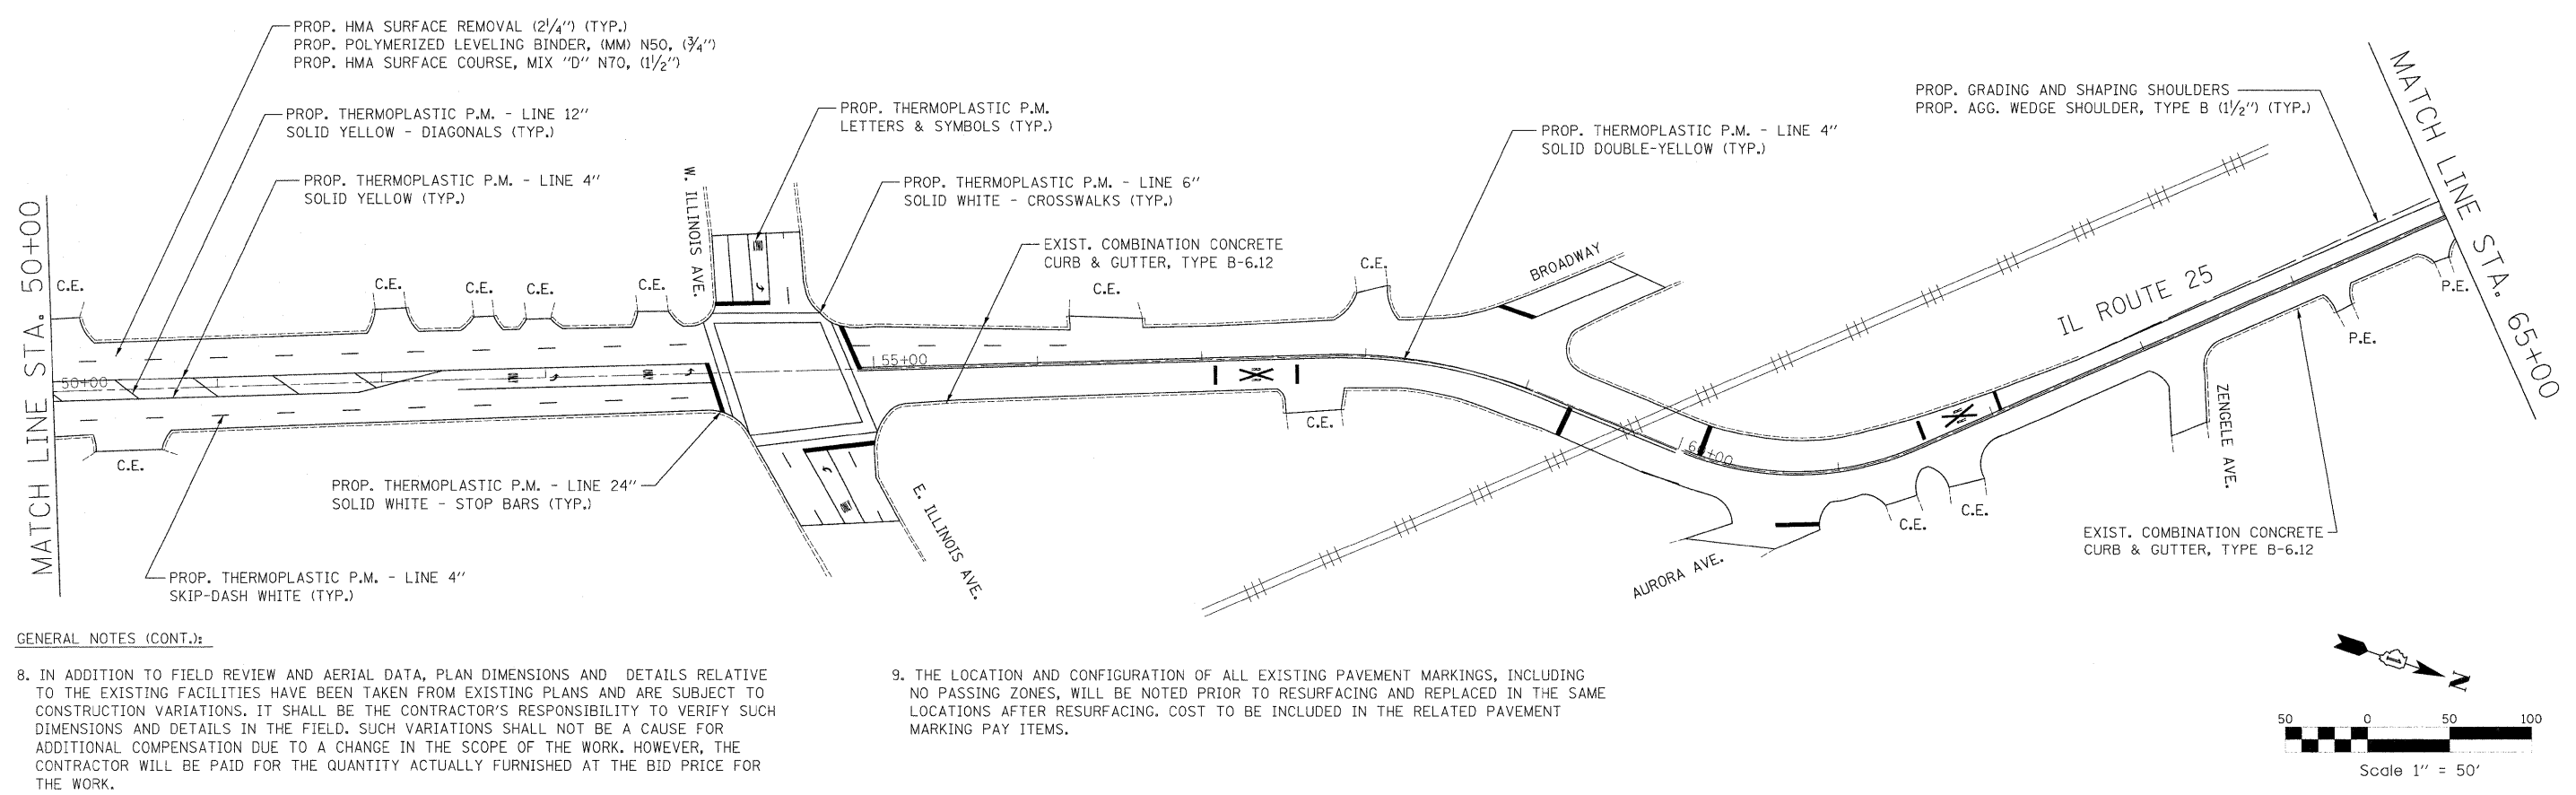 PROP. HMA SURFACE REMOVAL (2 1/4") (TYP.)
PROP. POLYMERIZED LEVELING BINDER, (MM) N50, (3/4")
PROP. HMA SURFACE COURSE, MIX "D" N70, (1 1/2")
PROP. THERMOPLASTIC P.M. - LINE 12"
SOLID YELLOW - DIAGONALS (TYP.)
PROP. THERMOPLASTIC P.M. - LINE 4"
SOLID YELLOW (TYP.)
PROP. THERMOPLASTIC P.M.
LETTERS & SYMBOLS (TYP.)
PROP. THERMOPLASTIC P.M. - LINE 6"
SOLID WHITE - CROSSWALKS (TYP.)
EXIST. COMBINATION CONCRETE
CURB & GUTTER, TYPE B-6.12
PROP. THERMOPLASTIC P.M. - LINE 4"
SOLID DOUBLE-YELLOW (TYP.)
PROP. GRADING AND SHAPING SHOULDERS
PROP. AGG. WEDGE SHOULDER, TYPE B (1 1/2") (TYP.)
MATCH LINE STA. 50+00
MATCH LINE STA. 65+00
W. ILLINOIS AVE.
BROADWAY
IL ROUTE 25
C.E.
C.E.
C.E.
C.E.
C.E.
C.E.
C.E.
P.E.
P.E.
50+00
55+00
C.E.
C.E.
C.E.
C.E.
ZENGELE AVE.
E. ILLINOIS AVE.
AURORA AVE.
PROP. THERMOPLASTIC P.M. - LINE 24"
SOLID WHITE - STOP BARS (TYP.)
PROP. THERMOPLASTIC P.M. - LINE 4"
SKIP-DASH WHITE (TYP.)
EXIST. COMBINATION CONCRETE
CURB & GUTTER, TYPE B-6.12
GENERAL NOTES (CONT.):
8. IN ADDITION TO FIELD REVIEW AND AERIAL DATA, PLAN DIMENSIONS AND DETAILS RELATIVE
TO THE EXISTING FACILITIES HAVE BEEN TAKEN FROM EXISTING PLANS AND ARE SUBJECT TO
CONSTRUCTION VARIATIONS. IT SHALL BE THE CONTRACTOR'S RESPONSIBILITY TO VERIFY SUCH
DIMENSIONS AND DETAILS IN THE FIELD. SUCH VARIATIONS SHALL NOT BE A CAUSE FOR
ADDITIONAL COMPENSATION DUE TO A CHANGE IN THE SCOPE OF THE WORK. HOWEVER, THE
CONTRACTOR WILL BE PAID FOR THE QUANTITY ACTUALLY FURNISHED AT THE BID PRICE FOR
THE WORK.
9. THE LOCATION AND CONFIGURATION OF ALL EXISTING PAVEMENT MARKINGS, INCLUDING
NO PASSING ZONES, WILL BE NOTED PRIOR TO RESURFACING AND REPLACED IN THE SAME
LOCATIONS AFTER RESURFACING. COST TO BE INCLUDED IN THE RELATED PAVEMENT
MARKING PAY ITEMS.
N
50 0 50 100
Scale 1" = 50'